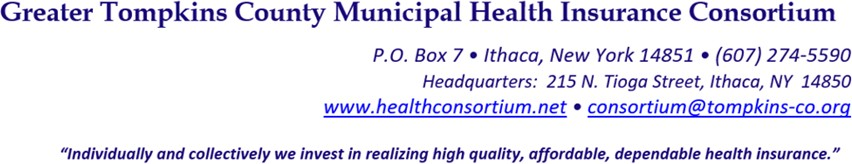 Greater Tompkins County Municipal Health Insurance Consortium
P.O. Box 7 • Ithaca, New York 14851 • (607) 274-5590
Headquarters: 215 N. Tioga Street, Ithaca, NY 14850
www.healthconsortium.net • consortium@tompkins-co.org
“Individually and collectively we invest in realizing high quality, affordable, dependable health insurance.”